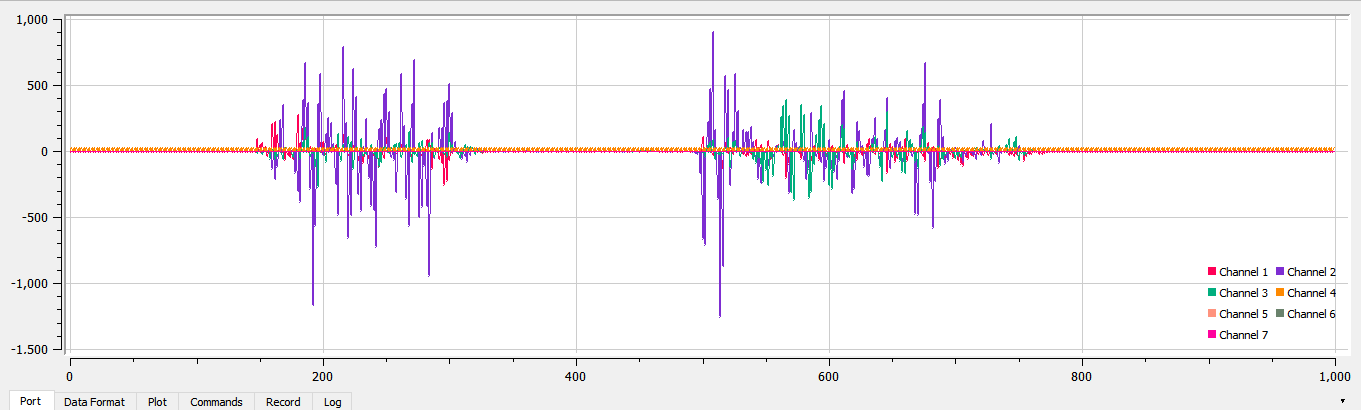 1,000
500
0
-500
-1,000
-1.500
Channel 1 Channel 2
Channel 3 Channel 4
Channel 5 Channel 6
Channel 7
0 200 400 600 800 1,000
Port Data Format Plot Commands Record Log